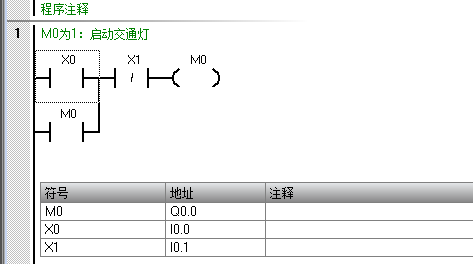 程序注释
1 M0为1：启动交通灯
X0 X1 M0
/
M0
符号 地址 注释
M0 Q0.0
X0 I0.0
X1 I0.1